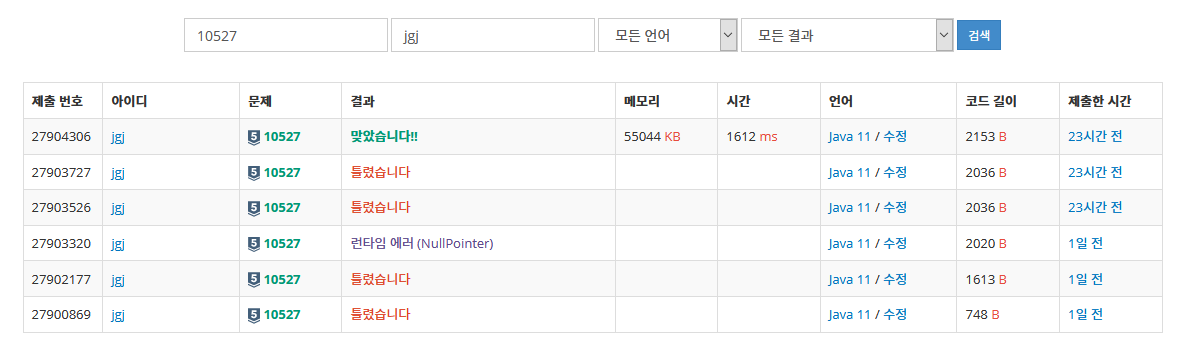 10527 jgj 모든 언어 모든 결과 검색
제출 번호 아이디 문제 결과 메모리 시간 언어 코드 길이 제출한 시간
27904306 jgj 5 10527 맞았습니다!! 55044 KB 1612 ms Java 11 / 수정 2153 B 23시간 전
27903727 jgj 5 10527 틀렸습니다 Java 11 / 수정 2036 B 23시간 전
27903526 jgj 5 10527 틀렸습니다 Java 11 / 수정 2036 B 23시간 전
27903320 jgj 5 10527 런타임 에러 (NullPointer) Java 11 / 수정 2020 B 1일 전
27902177 jgj 5 10527 틀렸습니다 Java 11 / 수정 1613 B 1일 전
27900869 jgj 5 10527 틀렸습니다 Java 11 / 수정 748 B 1일 전